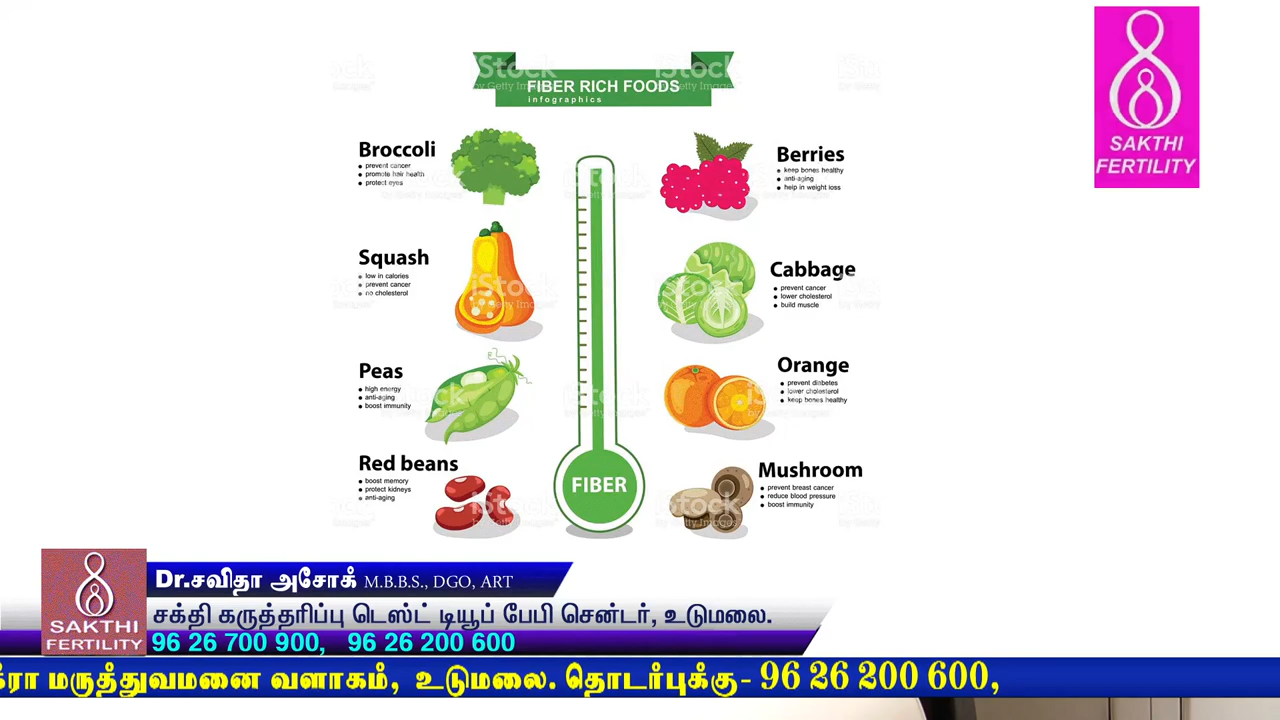 FIBER RICH FOODS
infographics
Broccoli
prevent cancer
promote hair health
protect eyes
Squash
low in calories
prevent cancer
no cholesterol
Peas
high energy
anti-aging
boost immunity
Red beans
boost memory
protect kidneys
anti-aging
FIBER
Berries
keep bones healthy
anti-aging
help in weight loss
Cabbage
prevent cancer
lower cholesterol
build muscle
Orange
prevent diabetes
lower cholesterol
keep bones healthy
Mushroom
prevent breast cancer
reduce blood pressure
boost immunity
iStock
by Getty Images
SAKTHI
FERTILITY
SAKTHI
FERTILITY
Dr.சவிதா அசோக் M.B.B.S., DGO, ART
சக்தி கருத்தரிப்பு டெஸ்ட் டியூப் பேபி சென்டர், உடுமலை.
96 26 700 900, 96 26 200 600
மருத்துவமனை வளாகம், உடுமலை. தொடர்புக்கு - 96 26 200 600,